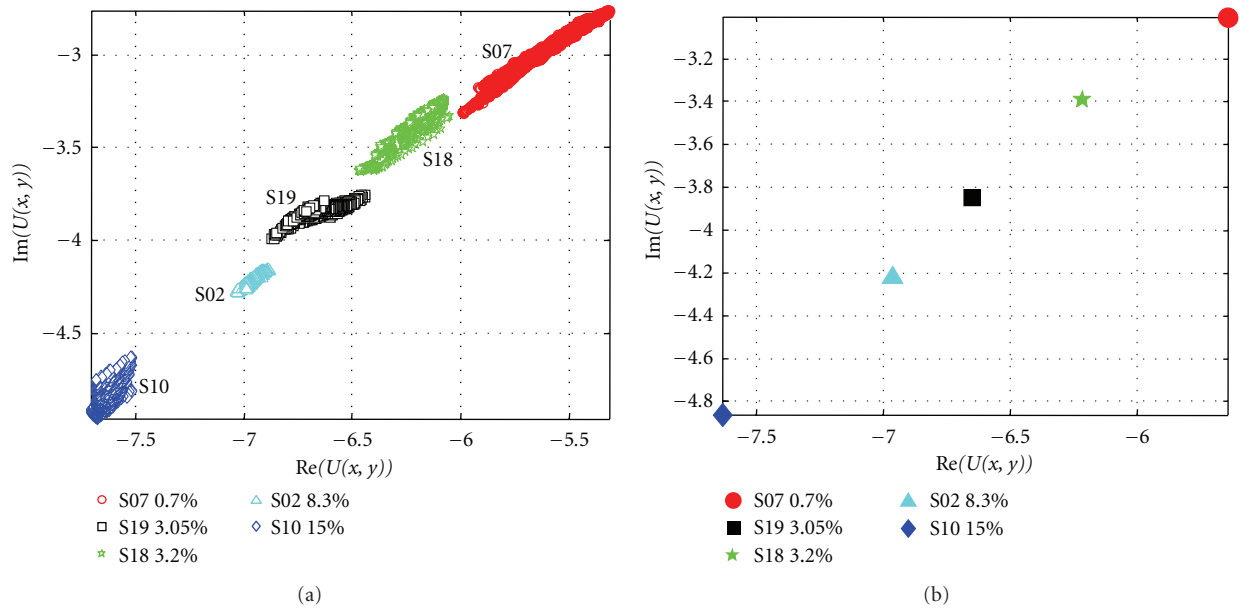 −3
−3.5
−4
−4.5
Im(U(x, y))
S07
S18
S19
S02
S10
−7.5 −7 −6.5 −6 −5.5
Re(U(x, y))
S07 0.7% S02 8.3%
S19 3.05% S10 15%
S18 3.2%
(a)
−3.2
−3.4
−3.6
−3.8
−4
−4.2
−4.4
−4.6
−4.8
Im(U(x, y))
−7.5 −7 −6.5 −6
Re(U(x, y))
S07 0.7% S02 8.3%
S19 3.05% S10 15%
S18 3.2%
(b)